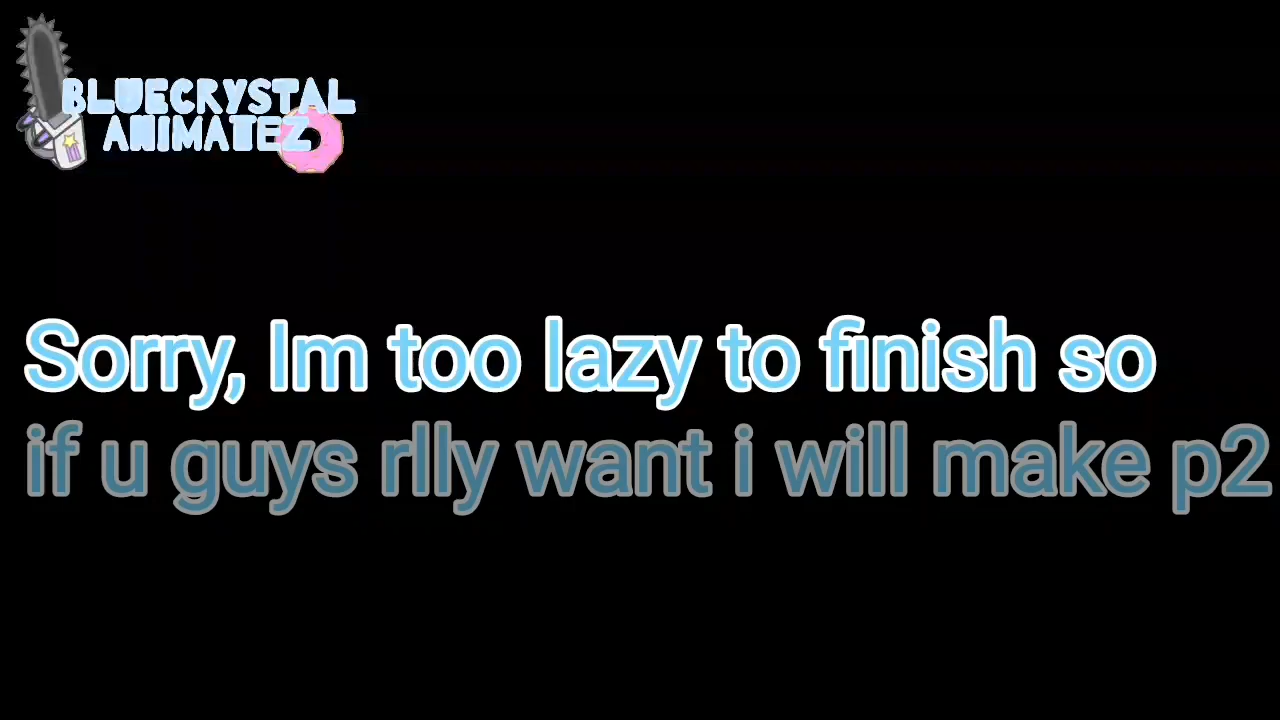 BLUECRYSTAL
ANIMATEZ
Sorry, Im too lazy to finish so
if u guys rlly want i will make p2